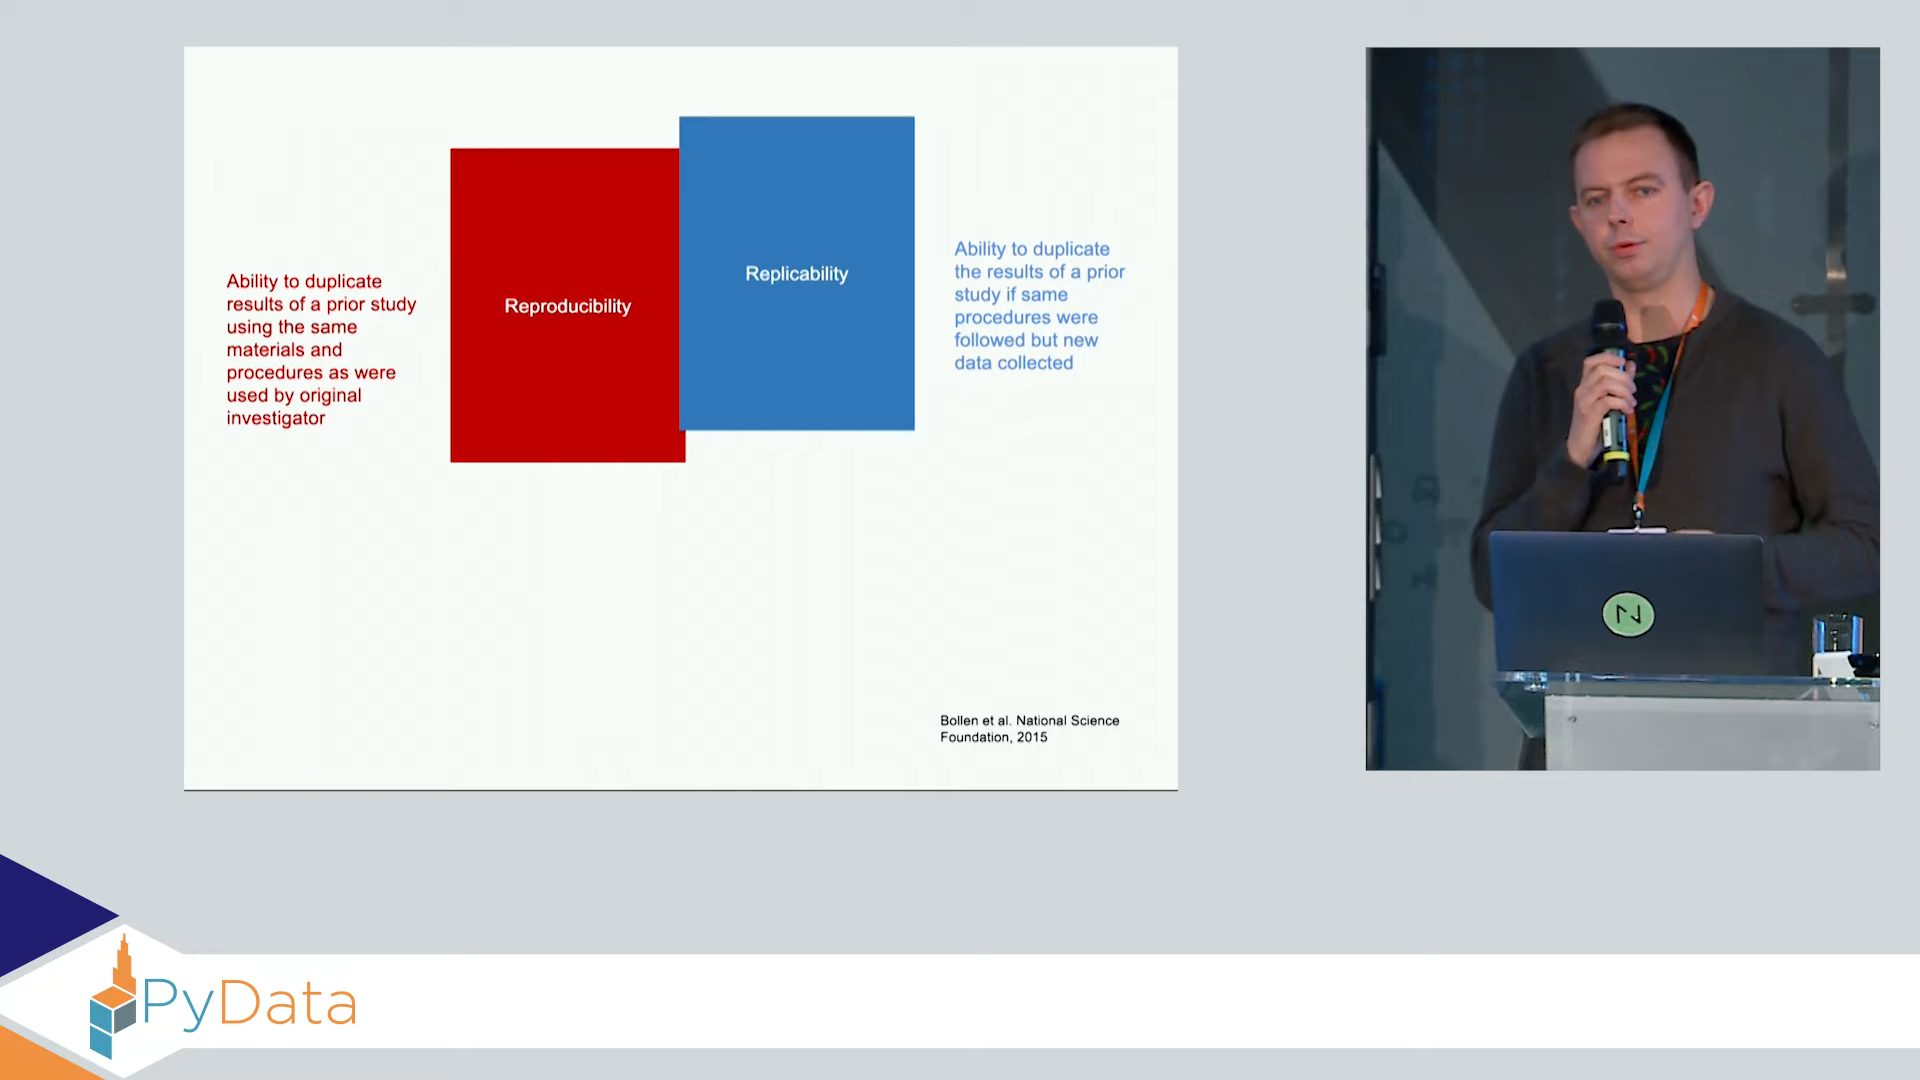 Ability to duplicate
results of a prior study
using the same
materials and
procedures as were
used by original
investigator
Reproducibility
Replicability
Ability to duplicate
the results of a prior
study if same
procedures were
followed but new
data collected
Bollen et al. National Science
Foundation, 2015
PyData